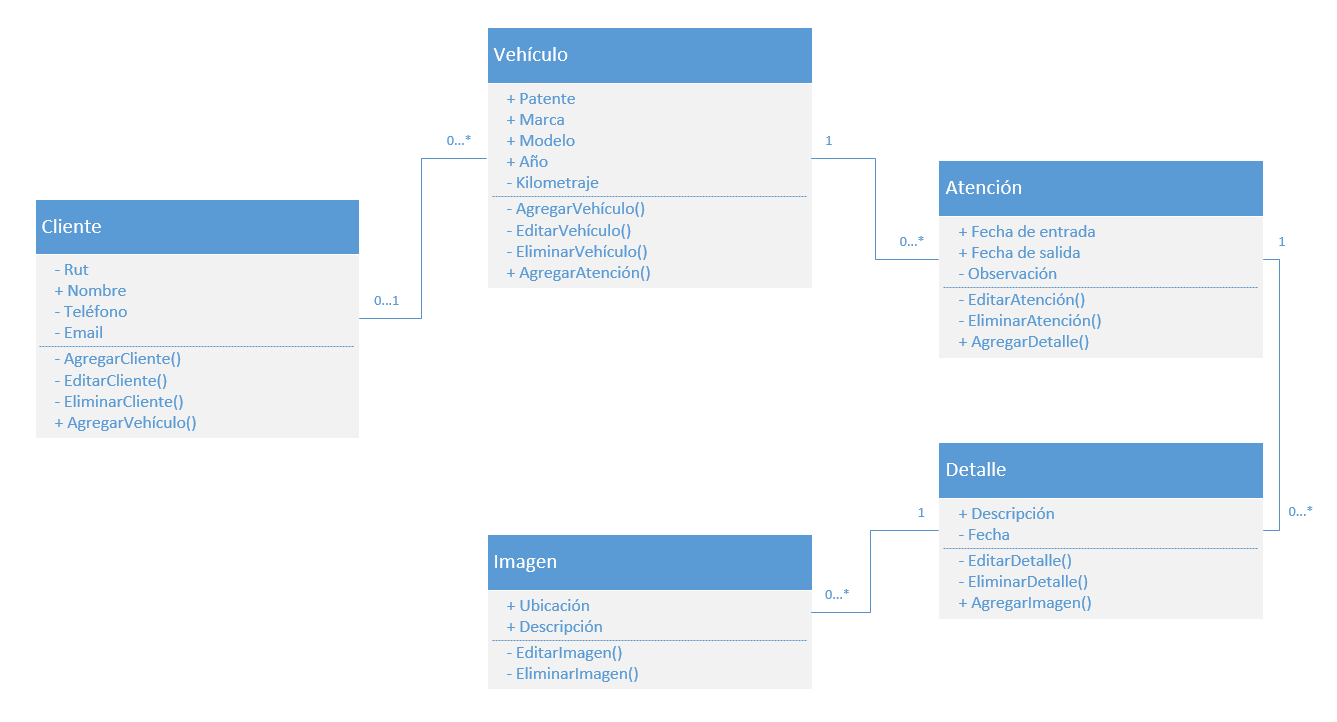 Vehículo
+ Patente
+ Marca
+ Modelo
+ Año
- Kilometraje
- AgregarVehículo()
- EditarVehículo()
- EliminarVehículo()
+ AgregarAtención()
0...*
1
Cliente
- Rut
+ Nombre
- Teléfono
- Email
- AgregarCliente()
- EditarCliente()
- EliminarCliente()
+ AgregarVehículo()
0...1
Atención
+ Fecha de entrada
+ Fecha de salida
- Observación
- EditarAtención()
- EliminarAtención()
+ AgregarDetalle()
0...*
1
Detalle
+ Descripción
- Fecha
- EditarDetalle()
- EliminarDetalle()
+ AgregarImagen()
1
0...*
Imagen
+ Ubicación
+ Descripción
- EditarImagen()
- EliminarImagen()
0...*